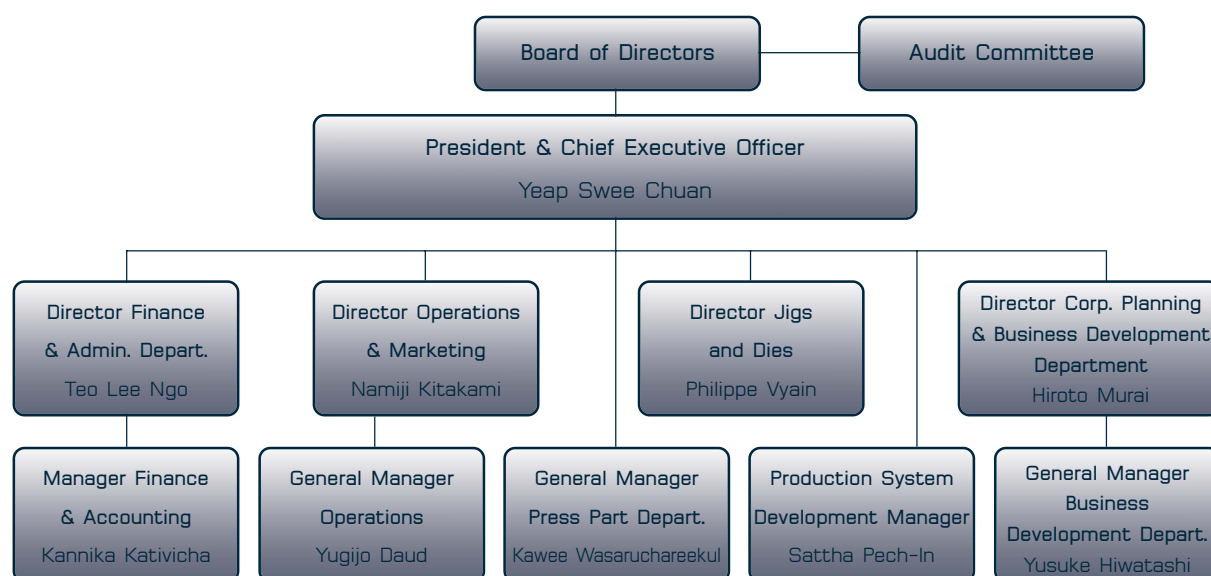 Board of Directors
Audit Committee
President & Chief Executive Officer
Yeap Swee Chuan
Director Finance
& Admin. Depart.
Teo Lee Ngo
Director Operations
& Marketing
Namiji Kitakami
Director Jigs
and Dies
Philippe Vyain
Director Corp. Planning
& Business Development
Department
Hiroto Murai
Manager Finance
& Accounting
Kannika Kativicha
General Manager
Operations
Yugijo Daud
General Manager
Press Part Depart.
Kawee Wasaruchareekul
Production System
Development Manager
Sattha Pech-In
General Manager
Business
Development Depart.
Yusuke Hiwatashi